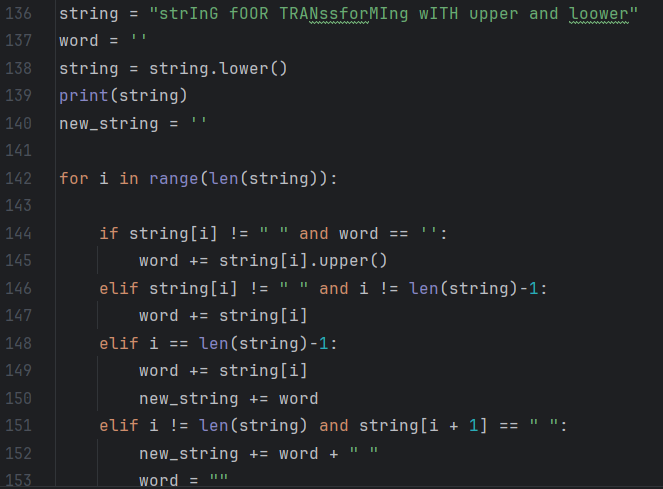 136 string = "strInG fOOR TRANssforMIng wITH upper and loower"
137 word = ''
138 string = string.lower()
139 print(string)
140 new_string = ''
141
142 for i in range(len(string)):
143
144     if string[i] != " " and word == '':
145         word += string[i].upper()
146     elif string[i] != " " and i != len(string)-1:
147         word += string[i]
148     elif i == len(string)-1:
149         word += string[i]
150         new_string += word
151     elif i != len(string) and string[i + 1] == " ":
152         new_string += word + " "
153         word = ""